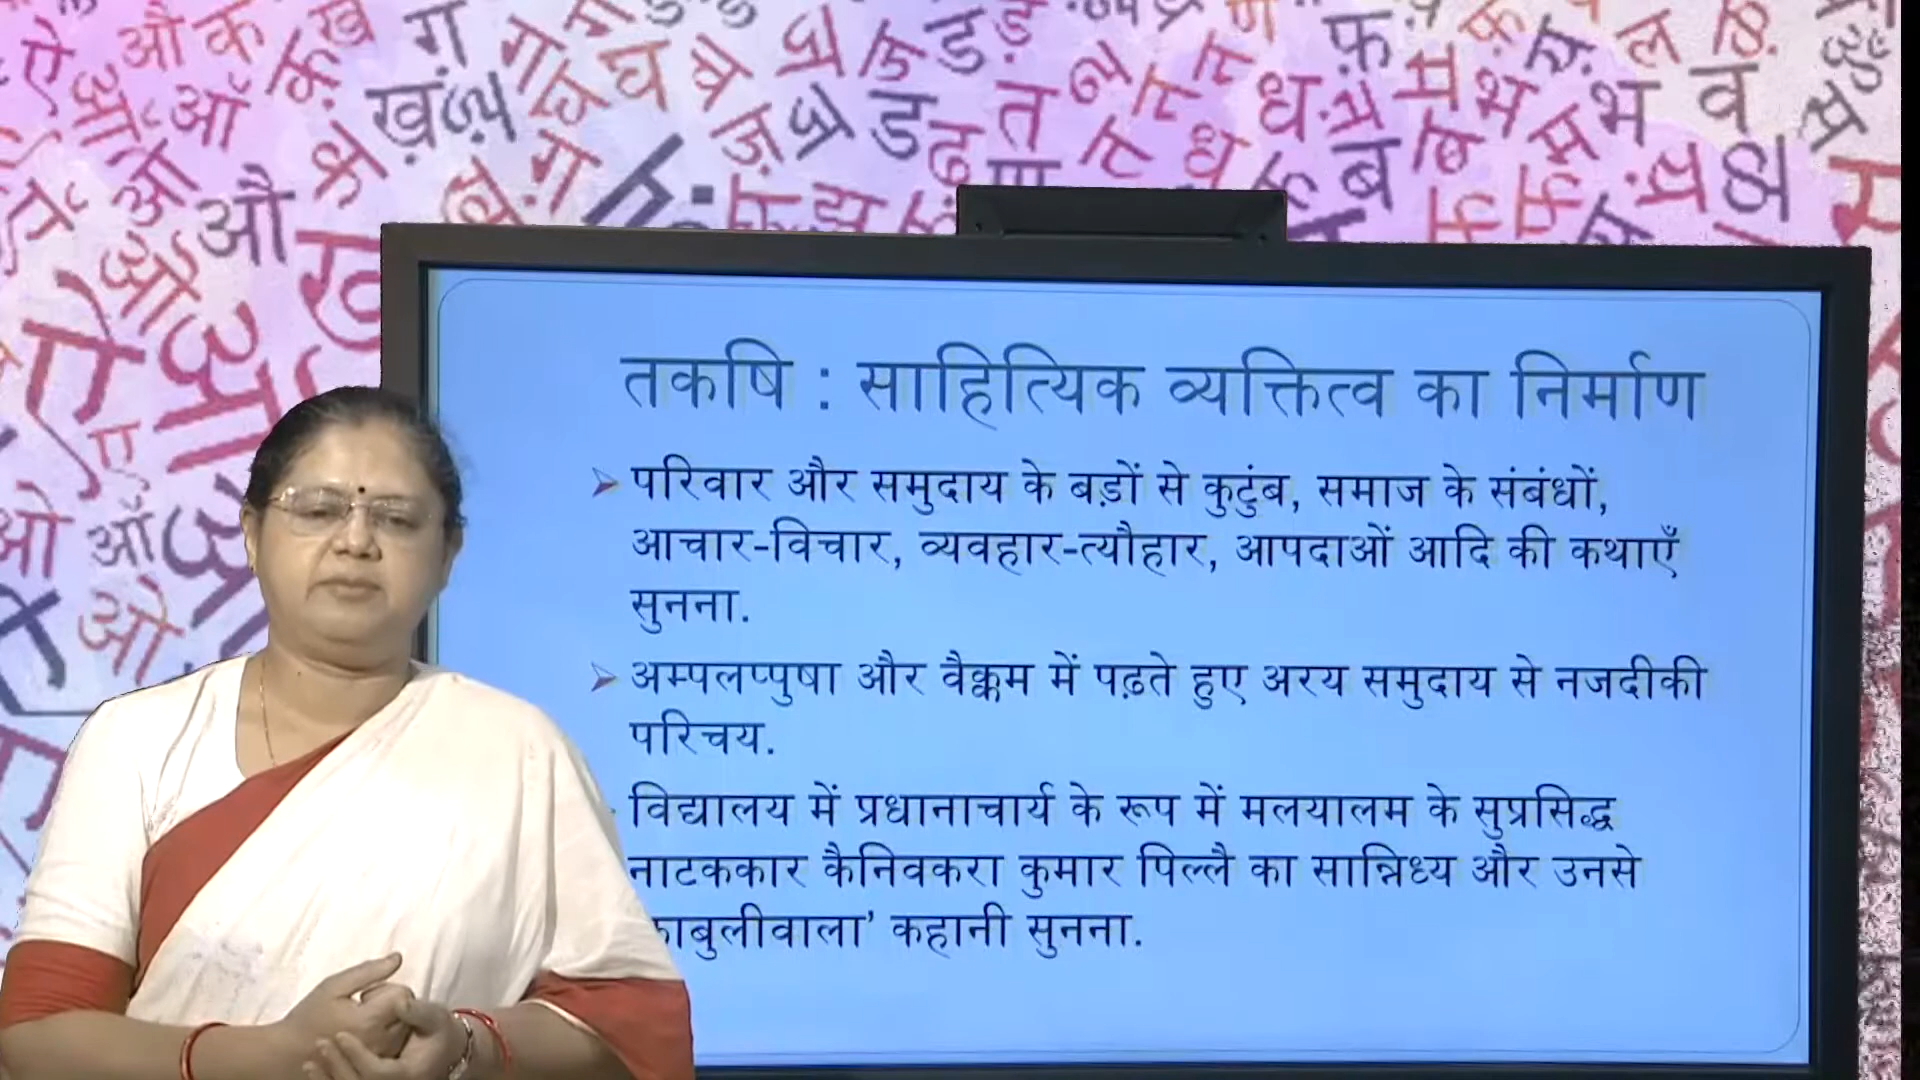 तकषि : साहित्यिक व्यक्तित्व का निर्माण
परिवार और समुदाय के बड़ों से कुटुंब, समाज के संबंधों,
आचार-विचार, व्यवहार-त्यौहार, आपदाओं आदि की कथाएँ
सुनना.
अम्पलप्पुषा और वैक्कम में पढ़ते हुए अरय समुदाय से नजदीकी
परिचय.
विद्यालय में प्रधानाचार्य के रूप में मलयालम के सुप्रसिद्ध
नाटककार कैनिवकरा कुमार पिल्लै का सान्निध्य और उनसे
कहानी सुनना.